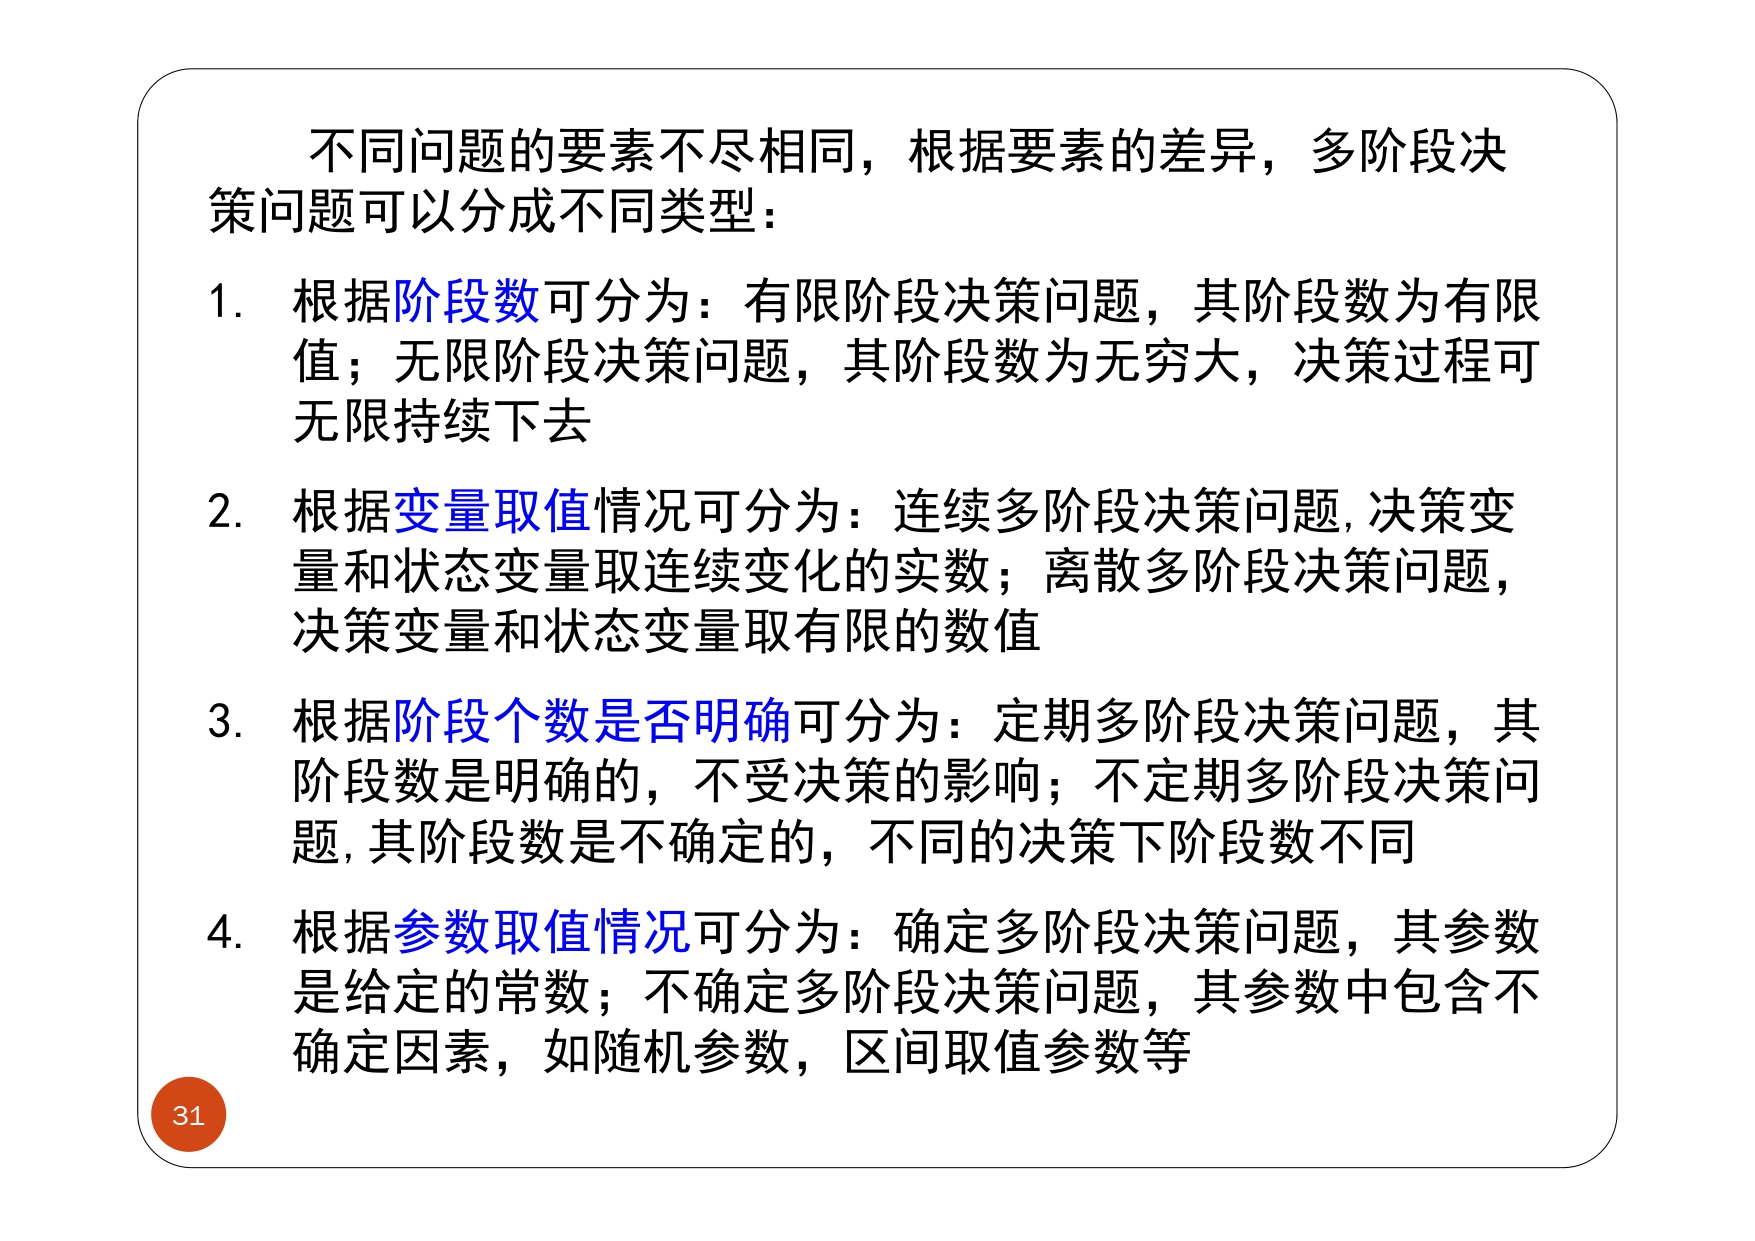 不同问题的要素不尽相同，根据要素的差异，多阶段决
策问题可以分成不同类型：
1. 根据阶段数可分为：有限阶段决策问题，其阶段数为有限
值；无限阶段决策问题，其阶段数为无穷大，决策过程可
无限持续下去
2. 根据变量取值情况可分为：连续多阶段决策问题,决策变
量和状态变量取连续变化的实数；离散多阶段决策问题，
决策变量和状态变量取有限的数值
3. 根据阶段个数是否明确可分为：定期多阶段决策问题，其
阶段数是明确的，不受决策的影响；不定期多阶段决策问
题,其阶段数是不确定的，不同的决策下阶段数不同
4. 根据参数取值情况可分为：确定多阶段决策问题，其参数
是给定的常数；不确定多阶段决策问题，其参数中包含不
确定因素，如随机参数，区间取值参数等
31